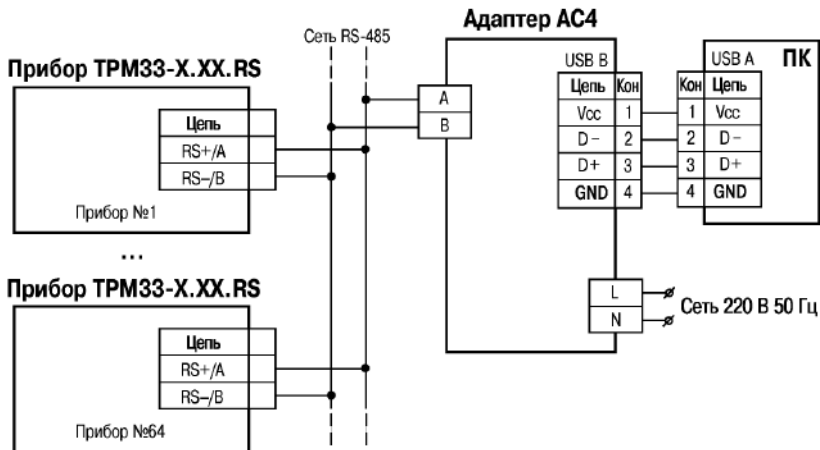 Адаптер АС4
Сеть RS-485
Прибор ТРМ33-Х.ХХ.RS
Цепь
RS+/A
RS–/B
Прибор №1
...
Прибор ТРМ33-Х.ХХ.RS
Цепь
RS+/A
RS–/B
Прибор №64
A
B
USB B
Цепь Кон
Vcc 1
D– 2
D+ 3
GND 4
L
N
Сеть 220 В 50 Гц
USB A
ПК
Кон Цепь
1 Vcc
2 D–
3 D+
4 GND